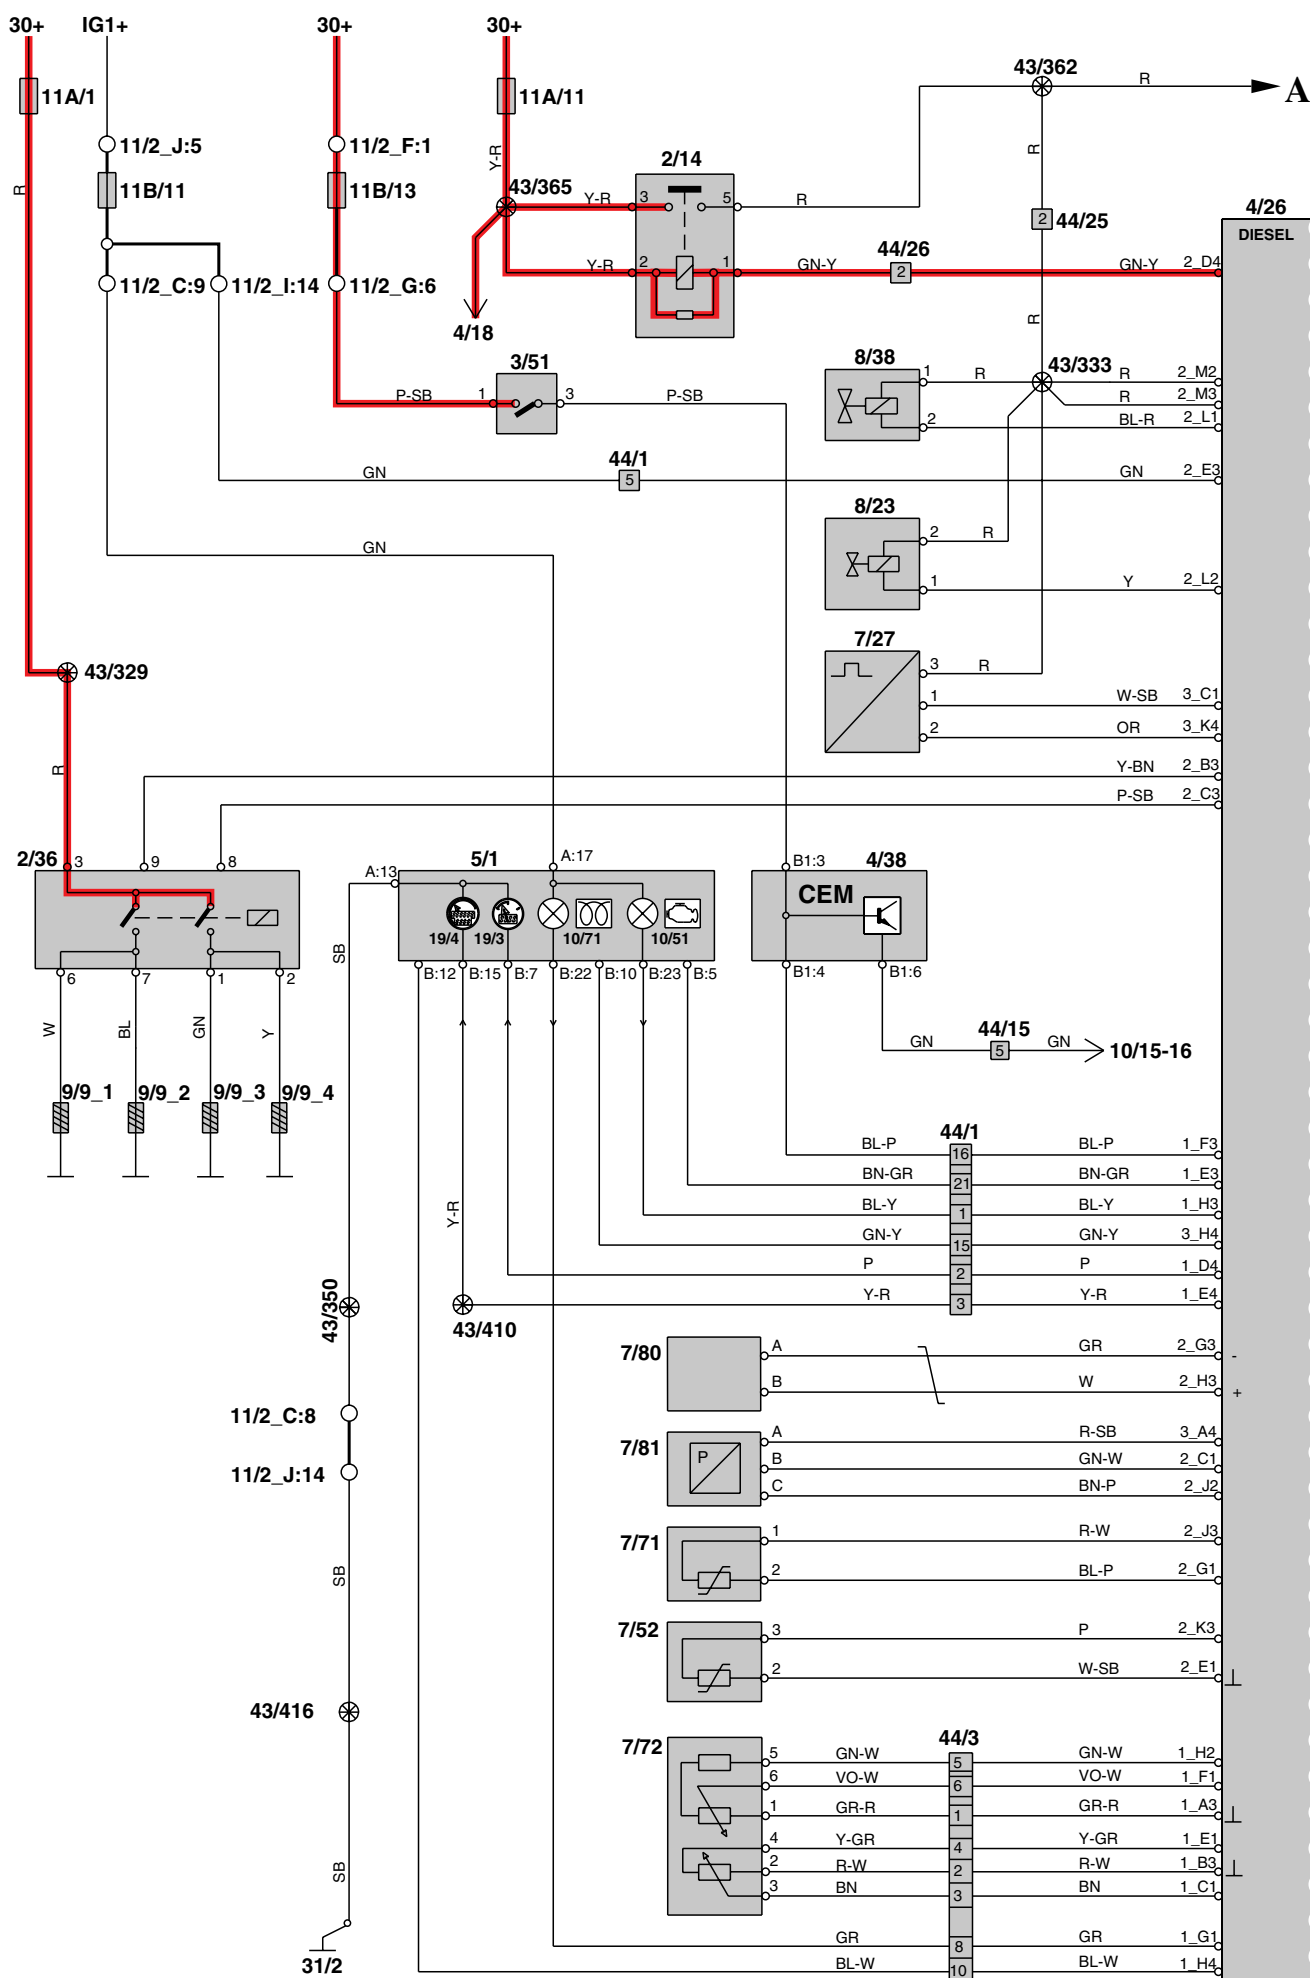 30+ IG1+ 30+ 30+
43/362 R A
11A/1 11A/11
11/2_J:5 11/2_F:1
Y-R 2/14 R
R 11B/11 11B/13 43/365 Y-R 3 5 R
4/26
2 44/25 DIESEL
44/26
Y-R 2 1 GN-Y 2 GN-Y 2_D4
11/2_C:9 11/2_I:14 11/2_G:6
4/18 R
3/51 8/38 43/333
1 R R 2_M2
P-SB 1 3 P-SB R 2_M3
2 BL-R 2_L1
44/1
GN 5 GN 2_E3
8/23
GN 2 R
1 Y 2_L2
7/27
43/329 3 R
1 W-SB 3_C1
2 OR 3_K4
R Y-BN 2_B3
P-SB 2_C3
2/36 3 9 8 A:13 5/1 A:17 B1:3 4/38
CEM
19/4 19/3 10/71 10/51
SB B:12 B:15 B:7 B:22 B:10 B:23 B:5 B1:4 B1:6
6 7 1 2
W BL GN Y 44/15
GN 5 GN 10/15-16
9/9_1 9/9_2 9/9_3 9/9_4
44/1
BL-P 16 BL-P 1_F3
BN-GR 21 BN-GR 1_E3
Y-R BL-Y 1 BL-Y 1_H3
GN-Y 15 GN-Y 3_H4
P 2 P 1_D4
43/350 Y-R 3 Y-R 1_E4
43/410
7/80 A GR 2_G3 -
B W 2_H3 +
11/2_C:8
7/81 A R-SB 3_A4
P B GN-W 2_C1
11/2_J:14 C BN-P 2_J2
7/71 1 R-W 2_J3
SB 2 BL-P 2_G1
7/52 3 P 2_K3
2 W-SB 2_E1
43/416
7/72 44/3
5 GN-W 5 GN-W 1_H2
6 VO-W 6 VO-W 1_F1
1 GR-R 1 GR-R 1_A3
4 Y-GR 4 Y-GR 1_E1
SB 2 R-W 2 R-W 1_B3
3 BN 3 BN 1_C1
GR 8 GR 1_G1
31/2 BL-W 10 BL-W 1_H4